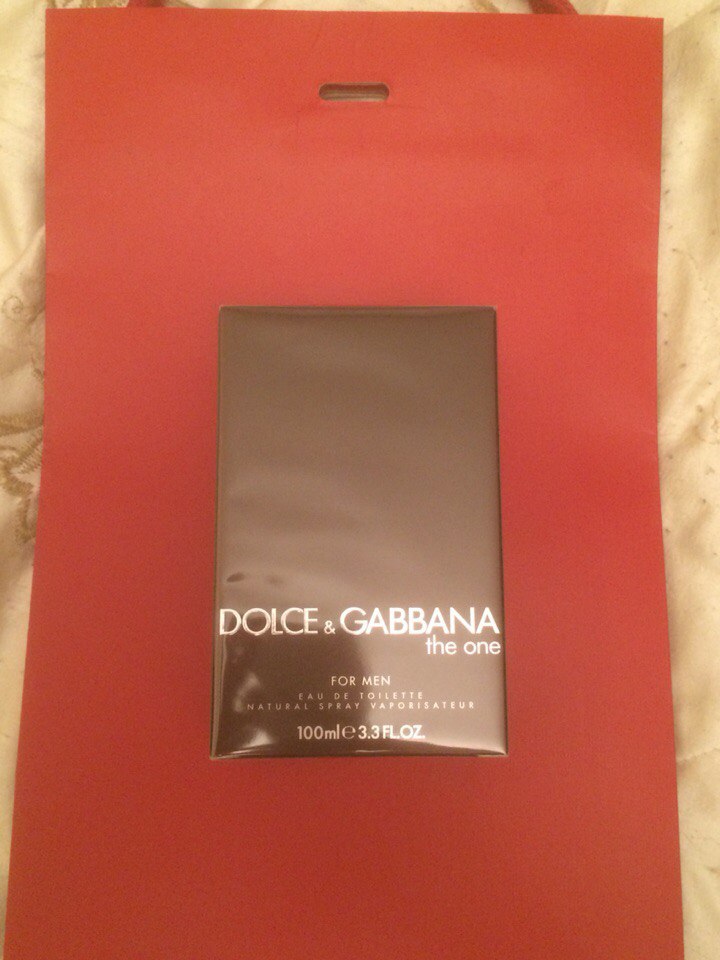 DOLCE & GABBANA
the one
FOR MEN
EAU DE TOILETTE
NATURAL SPRAY VAPORISATEUR
100ml ℮ 3.3 FL.OZ.